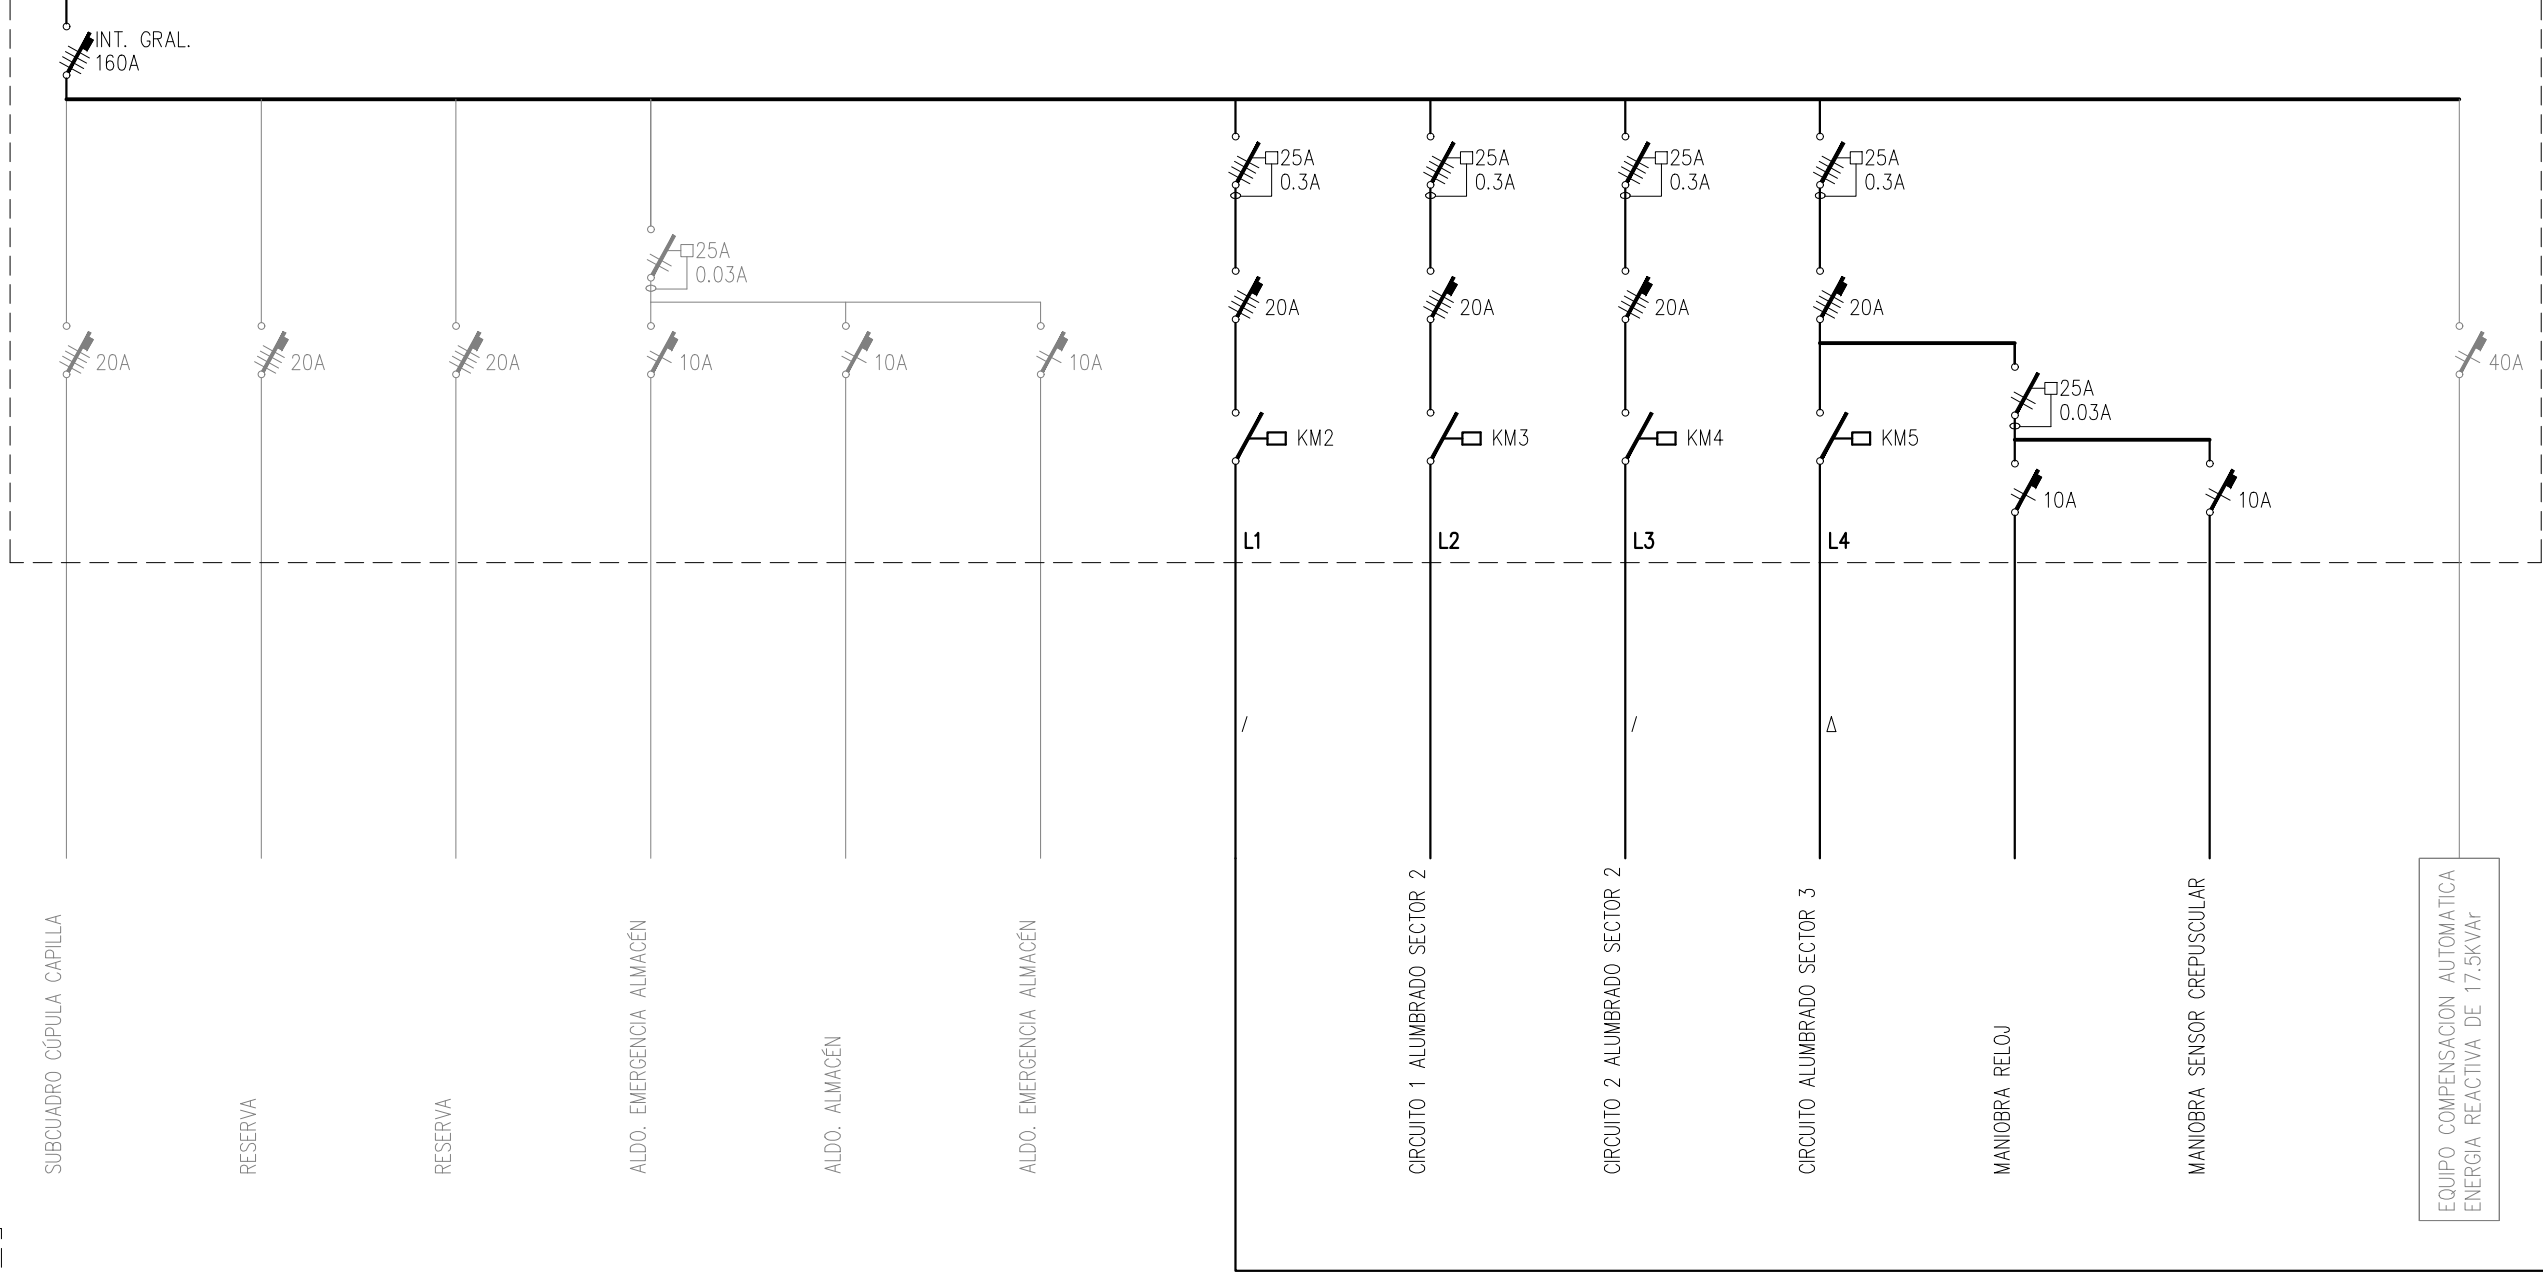 INT. GRAL.
160A
25A
0.3A
25A
0.3A
25A
0.3A
25A
0.3A
25A
0.03A
20A
20A
20A
20A
20A
20A
20A
10A
10A
10A
40A
25A
0.03A
KM2
KM3
KM4
KM5
10A
10A
L1
L2
L3
L4
/
/
Δ
SUBCUADRO CÚPULA CAPILLA
RESERVA
RESERVA
ALDO. EMERGENCIA ALMACÉN
ALDO. ALMACÉN
ALDO. EMERGENCIA ALMACÉN
CIRCUITO 1 ALUMBRADO SECTOR 2
CIRCUITO 2 ALUMBRADO SECTOR 2
CIRCUITO ALUMBRADO SECTOR 3
MANIOBRA RELOJ
MANIOBRA SENSOR CREPUSCULAR
EQUIPO COMPENSACION AUTOMATICA
ENERGIA REACTIVA DE 17.5KVAr